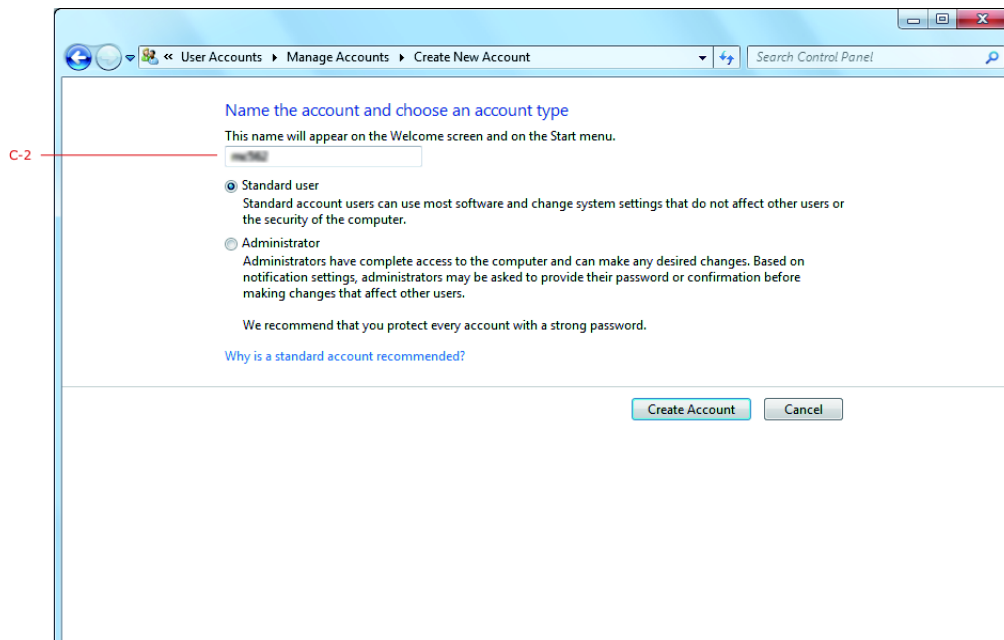 « User Accounts ▸ Manage Accounts ▸ Create New Account
Search Control Panel
Name the account and choose an account type
This name will appear on the Welcome screen and on the Start menu.
C-2
Standard user
Standard account users can use most software and change system settings that do not affect other users or
the security of the computer.
Administrator
Administrators have complete access to the computer and can make any desired changes. Based on
notification settings, administrators may be asked to provide their password or confirmation before
making changes that affect other users.
We recommend that you protect every account with a strong password.
Why is a standard account recommended?
Create Account
Cancel